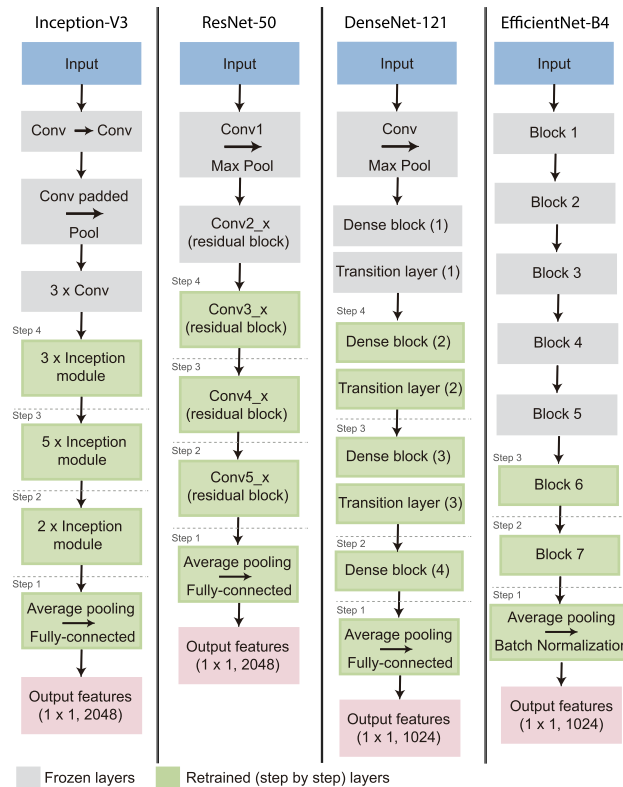 Inception-V3
Input
Conv Conv
Conv padded
Pool
3 x Conv
Step 4
3 x Inception
module
Step 3
5 x Inception
module
Step 2
2 x Inception
module
Step 1
Average pooling
Fully-connected
Output features
(1 x 1, 2048)
ResNet-50
Input
Conv1
Max Pool
Conv2_x
(residual block)
Step 4
Conv3_x
(residual block)
Step 3
Conv4_x
(residual block)
Step 2
Conv5_x
(residual block)
Step 1
Average pooling
Fully-connected
Output features
(1 x 1, 2048)
DenseNet-121
Input
Conv
Max Pool
Dense block (1)
Transition layer (1)
Step 4
Dense block (2)
Transition layer (2)
Step 3
Dense block (3)
Transition layer (3)
Step 2
Dense block (4)
Step 1
Average pooling
Fully-connected
Output features
(1 x 1, 1024)
EfficientNet-B4
Input
Block 1
Block 2
Block 3
Block 4
Block 5
Step 3
Block 6
Step 2
Block 7
Step 1
Average pooling
Batch Normalization
Output features
(1 x 1, 1024)
Frozen layers
Retrained (step by step) layers